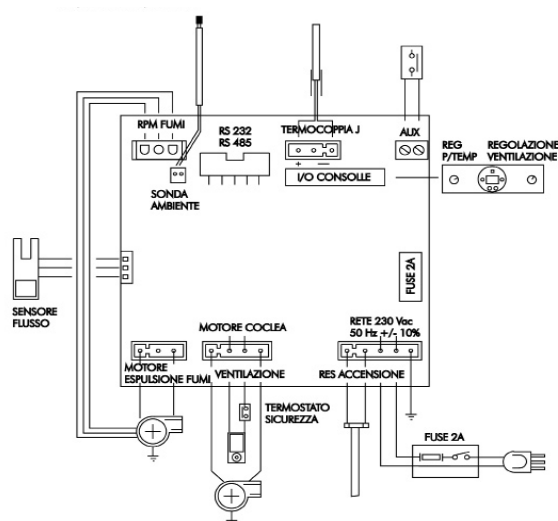 RPM FUMI
RS 232
RS 485
TERMOCOPPIA J
+ —
AUX
REG
P/TEMP
REGOLAZIONE
VENTILAZIONE
I/O CONSOLLE
SONDA
AMBIENTE
SENSORE
FLUSSO
FUSE 2A
MOTORE COCLEA
RETE 230 Vac
50 Hz +/- 10%
MOTORE
ESPULSIONE FUMI
VENTILAZIONE
RES ACCENSIONE
TERMOSTATO
SICUREZZA
FUSE 2A